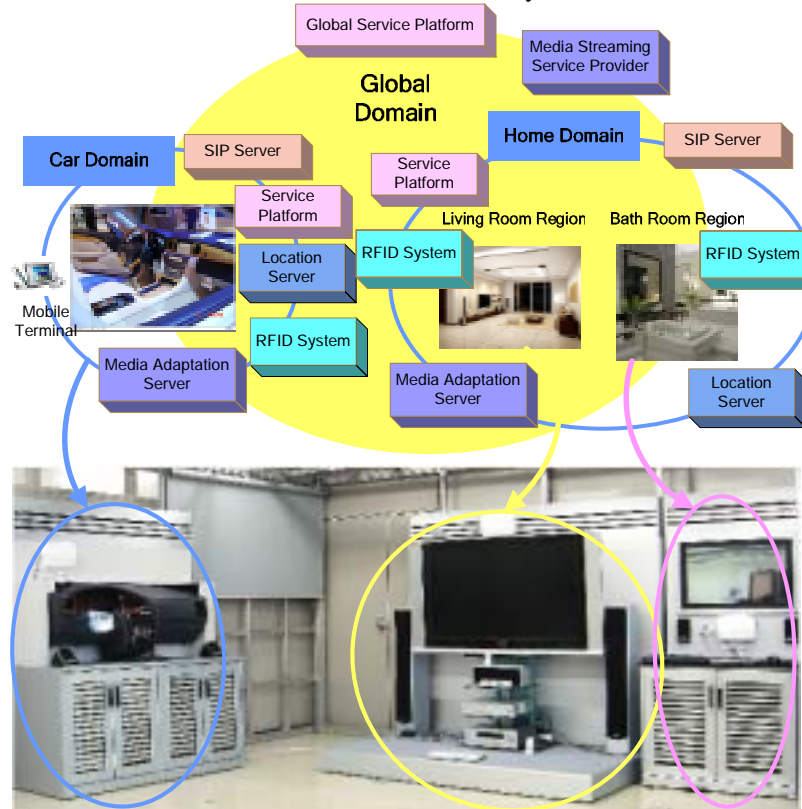 Global Service Platform
Media Streaming
Service Provider
Global
Domain
Car Domain
SIP Server
Home Domain
SIP Server
Service
Platform
Service
Platform
Living Room Region
Bath Room Region
RFID System
RFID System
Location
Server
Mobile
Terminal
RFID System
Media Adaptation
Server
Media Adaptation
Server
Location
Server